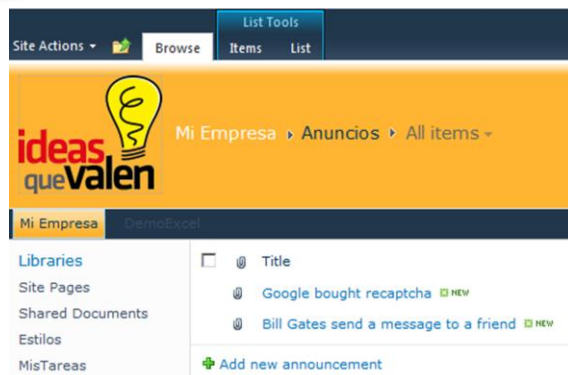 List Tools
Site Actions Browse Items List
ideas
que valen
Mi Empresa Anuncios All items
Mi Empresa DemoExcel
Libraries
Site Pages
Shared Documents
Estilos
MisTareas
Title
Google bought recaptcha NEW
Bill Gates send a message to a friend NEW
Add new announcement